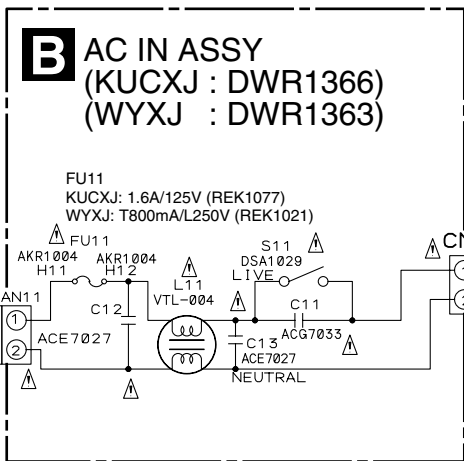 B AC IN ASSY
(KUCXJ : DWR1366)
(WYXJ : DWR1363)
FU11
KUCXJ: 1.6A/125V (REK1077)
WYXJ: T800mA/L250V (REK1021)
FU11
AKR1004 AKR1004
H11 H12
S11
DSA1029
LIVE
CN
AN11
L11
VTL-004
C12
C11
ACG7033
1
ACE7027
2
C13
ACE7027
NEUTRAL